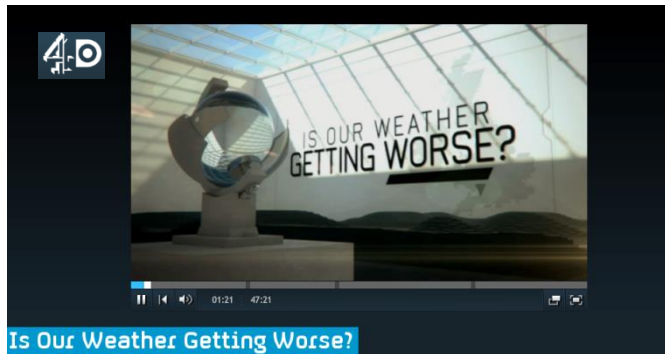 4oD
IS OUR WEATHER
GETTING WORSE?
01:21 47:21
Is Our Weather Getting Worse?